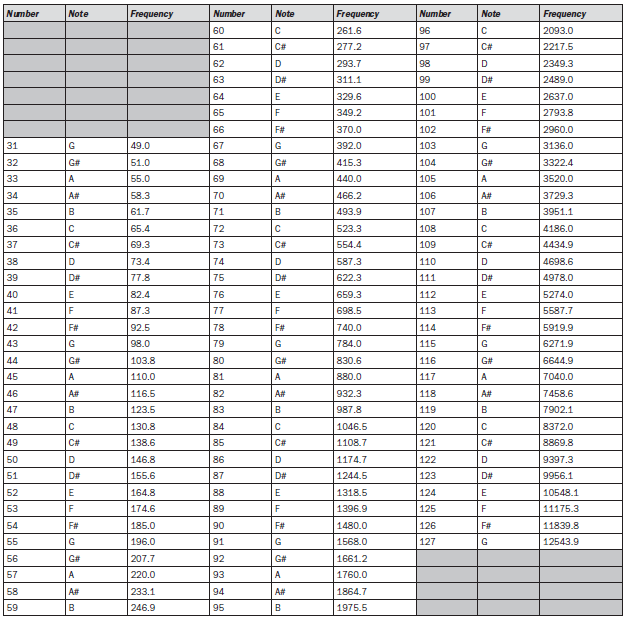 Number Note Frequency Number Note Frequency Number Note Frequency
60 C 261.6 96 C 2093.0
61 C# 277.2 97 C# 2217.5
62 D 293.7 98 D 2349.3
63 D# 311.1 99 D# 2489.0
64 E 329.6 100 E 2637.0
65 F 349.2 101 F 2793.8
66 F# 370.0 102 F# 2960.0
31 G 49.0 67 G 392.0 103 G 3136.0
32 G# 51.0 68 G# 415.3 104 G# 3322.4
33 A 55.0 69 A 440.0 105 A 3520.0
34 A# 58.3 70 A# 466.2 106 A# 3729.3
35 B 61.7 71 B 493.9 107 B 3951.1
36 C 65.4 72 C 523.3 108 C 4186.0
37 C# 69.3 73 C# 554.4 109 C# 4434.9
38 D 73.4 74 D 587.3 110 D 4698.6
39 D# 77.8 75 D# 622.3 111 D# 4978.0
40 E 82.4 76 E 659.3 112 E 5274.0
41 F 87.3 77 F 698.5 113 F 5587.7
42 F# 92.5 78 F# 740.0 114 F# 5919.9
43 G 98.0 79 G 784.0 115 G 6271.9
44 G# 103.8 80 G# 830.6 116 G# 6644.9
45 A 110.0 81 A 880.0 117 A 7040.0
46 A# 116.5 82 A# 932.3 118 A# 7458.6
47 B 123.5 83 B 987.8 119 B 7902.1
48 C 130.8 84 C 1046.5 120 C 8372.0
49 C# 138.6 85 C# 1108.7 121 C# 8869.8
50 D 146.8 86 D 1174.7 122 D 9397.3
51 D# 155.6 87 D# 1244.5 123 D# 9956.1
52 E 164.8 88 E 1318.5 124 E 10548.1
53 F 174.6 89 F 1396.9 125 F 11175.3
54 F# 185.0 90 F# 1480.0 126 F# 11839.8
55 G 196.0 91 G 1568.0 127 G 12543.9
56 G# 207.7 92 G# 1661.2
57 A 220.0 93 A 1760.0
58 A# 233.1 94 A# 1864.7
59 B 246.9 95 B 1975.5